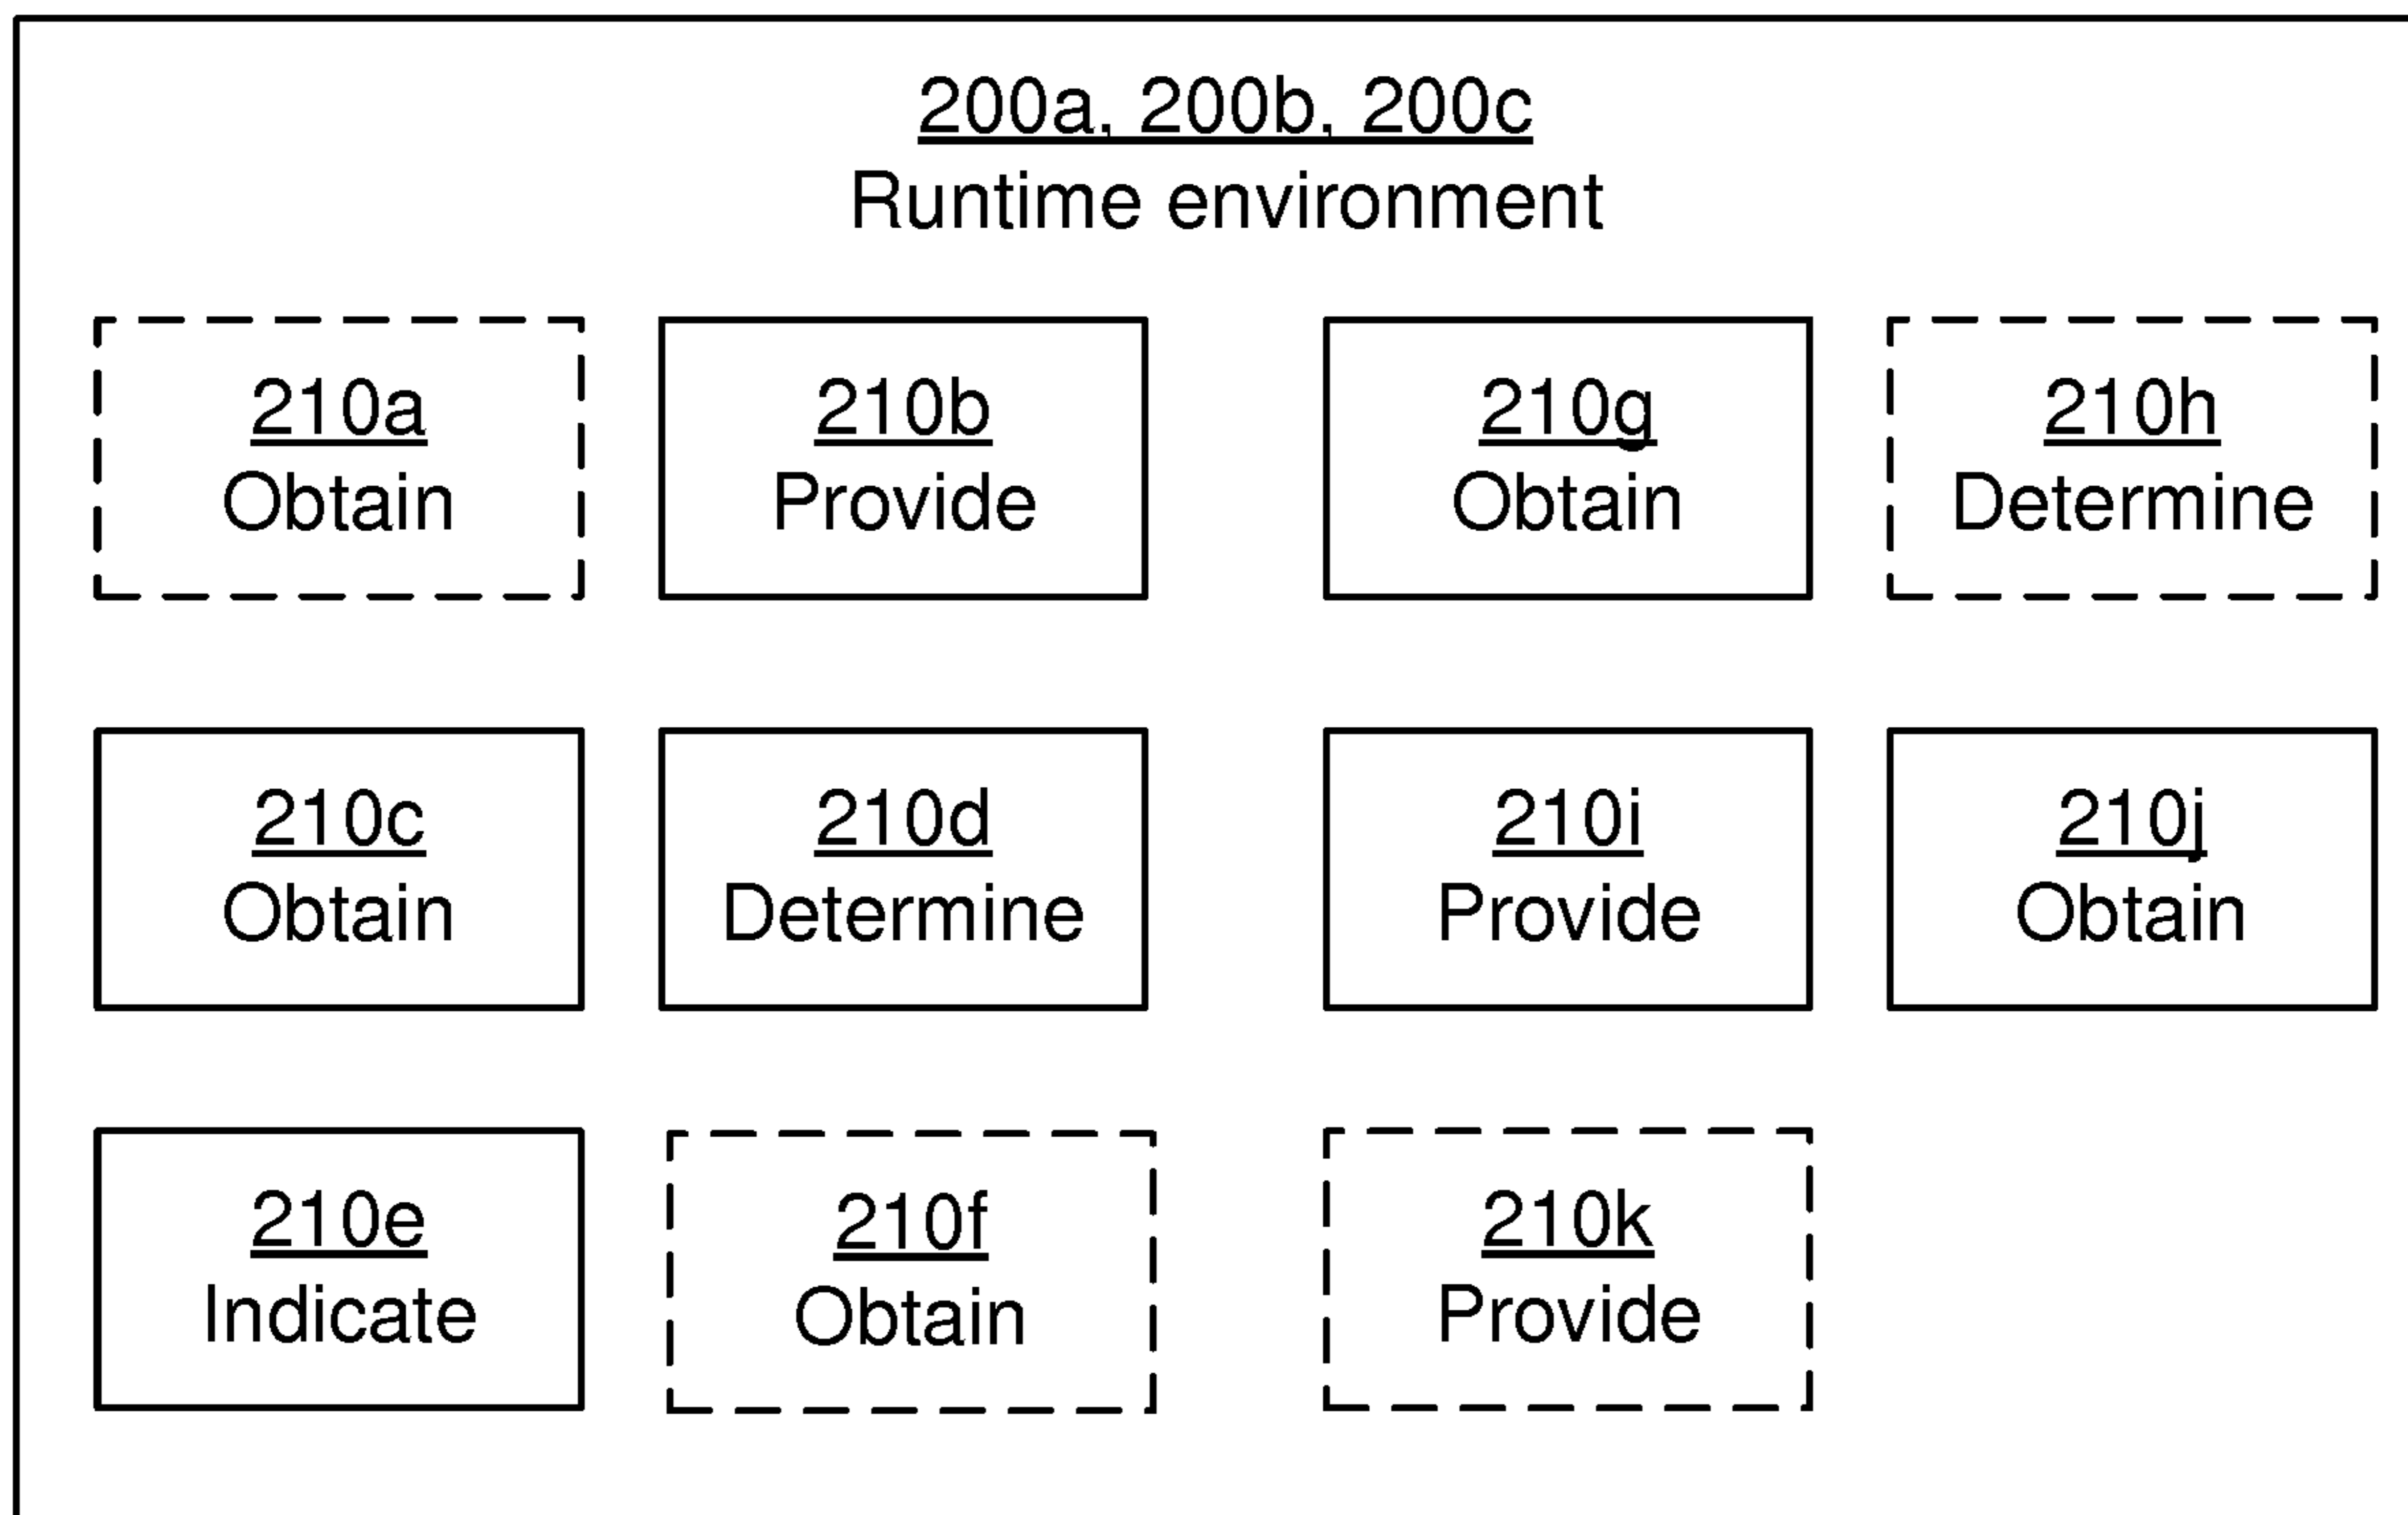 200a, 200b, 200c
Runtime environment
210a
Obtain
210b
Provide
210g
Obtain
210h
Determine
210c
Obtain
210d
Determine
210i
Provide
210j
Obtain
210e
Indicate
210f
Obtain
210k
Provide